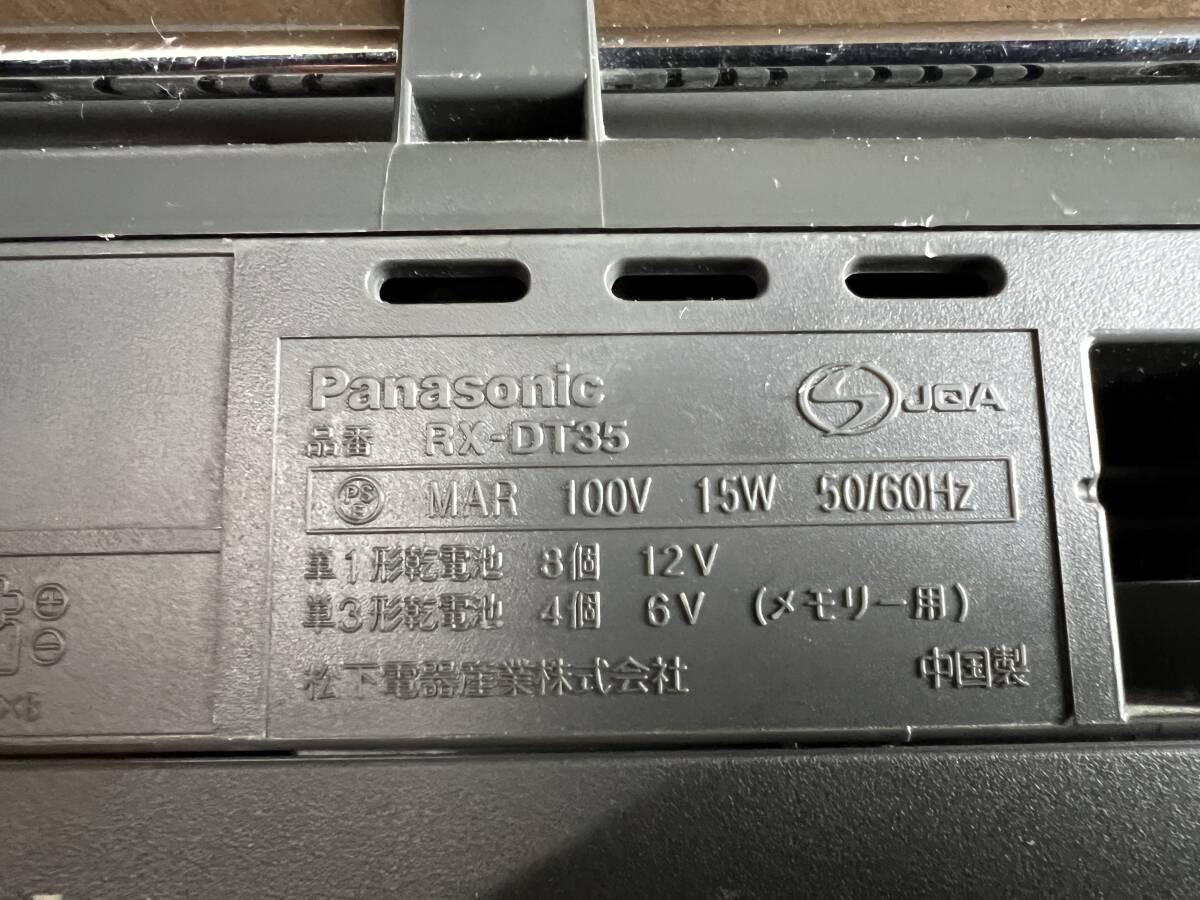 Panasonic
JQA
品番 RX-DT35
PS E MAR 100V 15W 50/60Hz
単1形乾電池 8個 12V
単3形乾電池 4個 6V (メモリー用)
松下電器産業株式会社 中国製
⊕
⊖